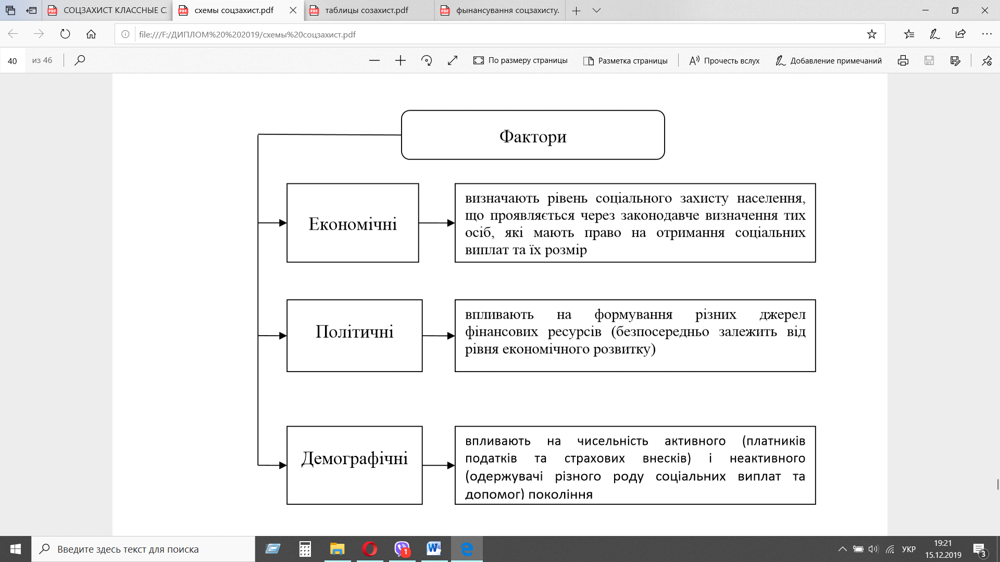 СОЦЗАХИСТ КЛАССНЫЕ С
схемы соцзахист.pdf
таблицы созахист.pdf
фынансування соцзахисту.
file:///F:/ДИПЛОМ%20%202019/схемы%20соцзахист.pdf
40 из 46
По размеру страницы
Разметка страницы
Прочесть вслух
Добавление примечаний
Фактори
Економічні
визначають рівень соціального захисту населення,
що проявляється через законодавче визначення тих
осіб, які мають право на отримання соціальних
виплат та їх розмір
Політичні
впливають на формування різних джерел
фінансових ресурсів (безпосередньо залежить від
рівня економічного розвитку)
Демографічні
впливають на чисельність активного (платників
податків та страхових внесків) і неактивного
(одержувачі різного роду соціальних виплат та
допомог) покоління
Введите здесь текст для поиска
1
УКР
19:21
15.12.2019
3